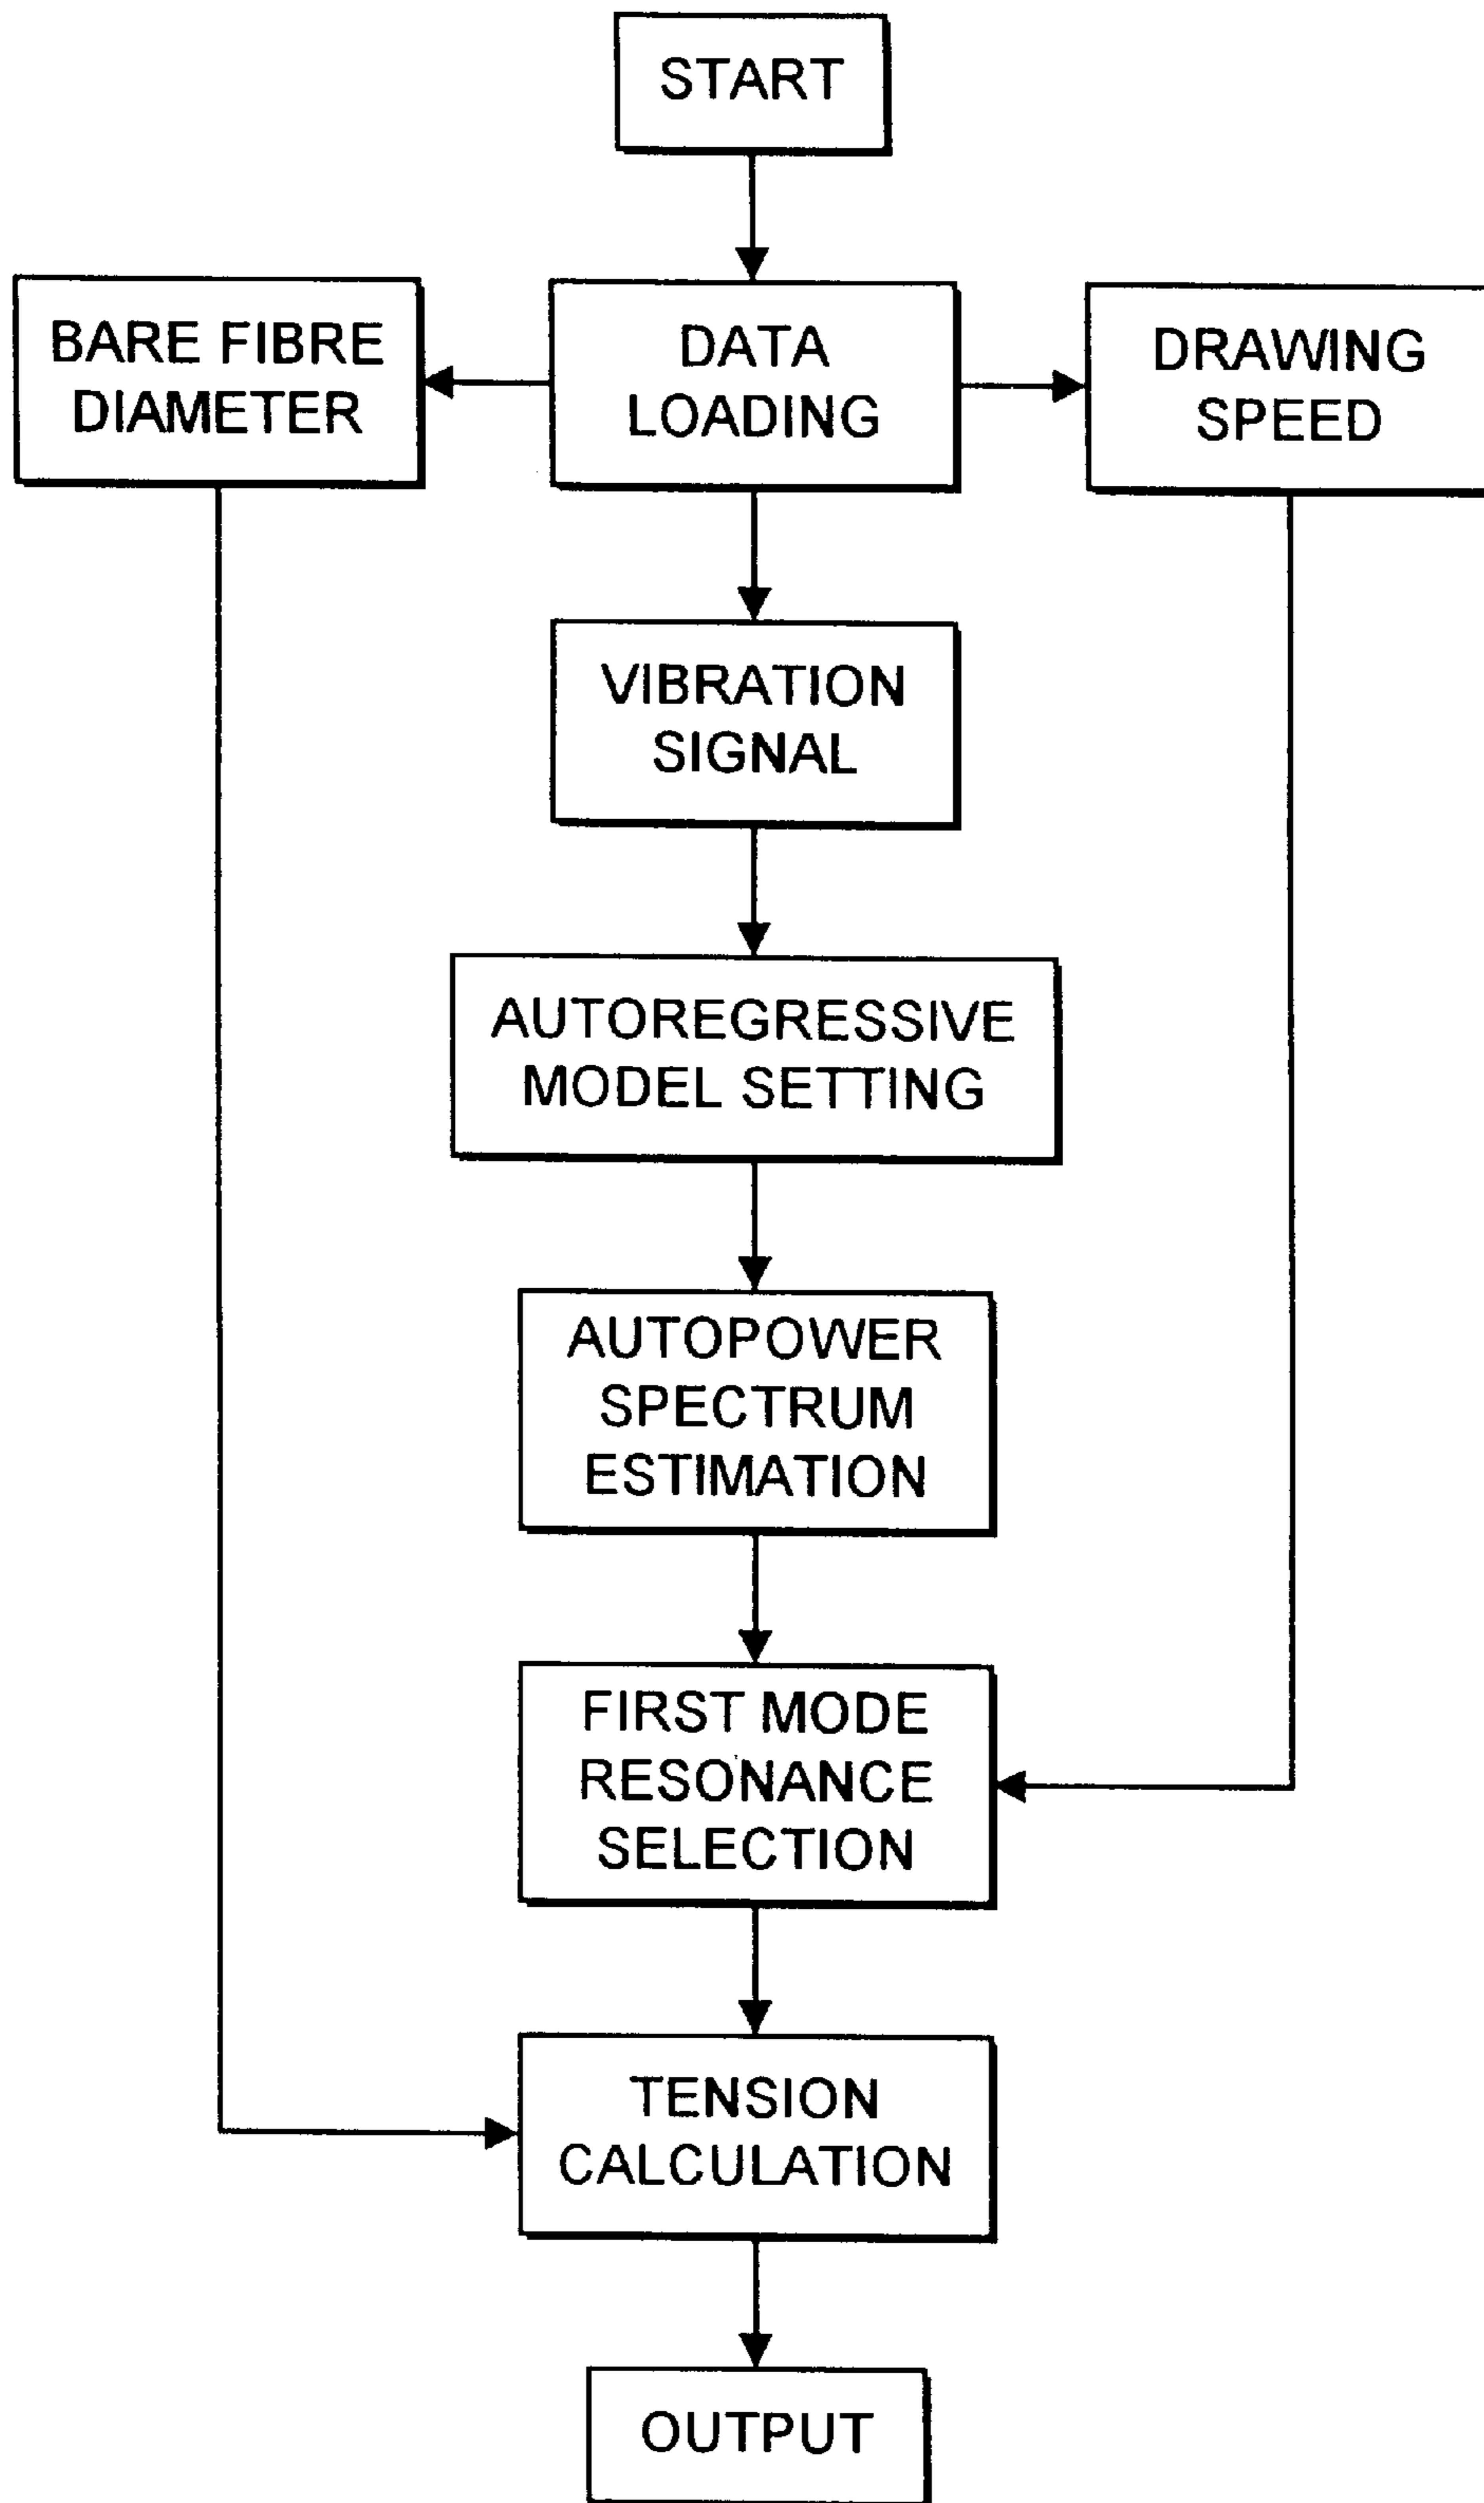 START
BARE FIBRE
DIAMETER
DATA
LOADING
DRAWING
SPEED
VIBRATION
SIGNAL
AUTOREGRESSIVE
MODEL SETTING
AUTOPOWER
SPECTRUM
ESTIMATION
FIRST MODE
RESONANCE
SELECTION
TENSION
CALCULATION
OUTPUT